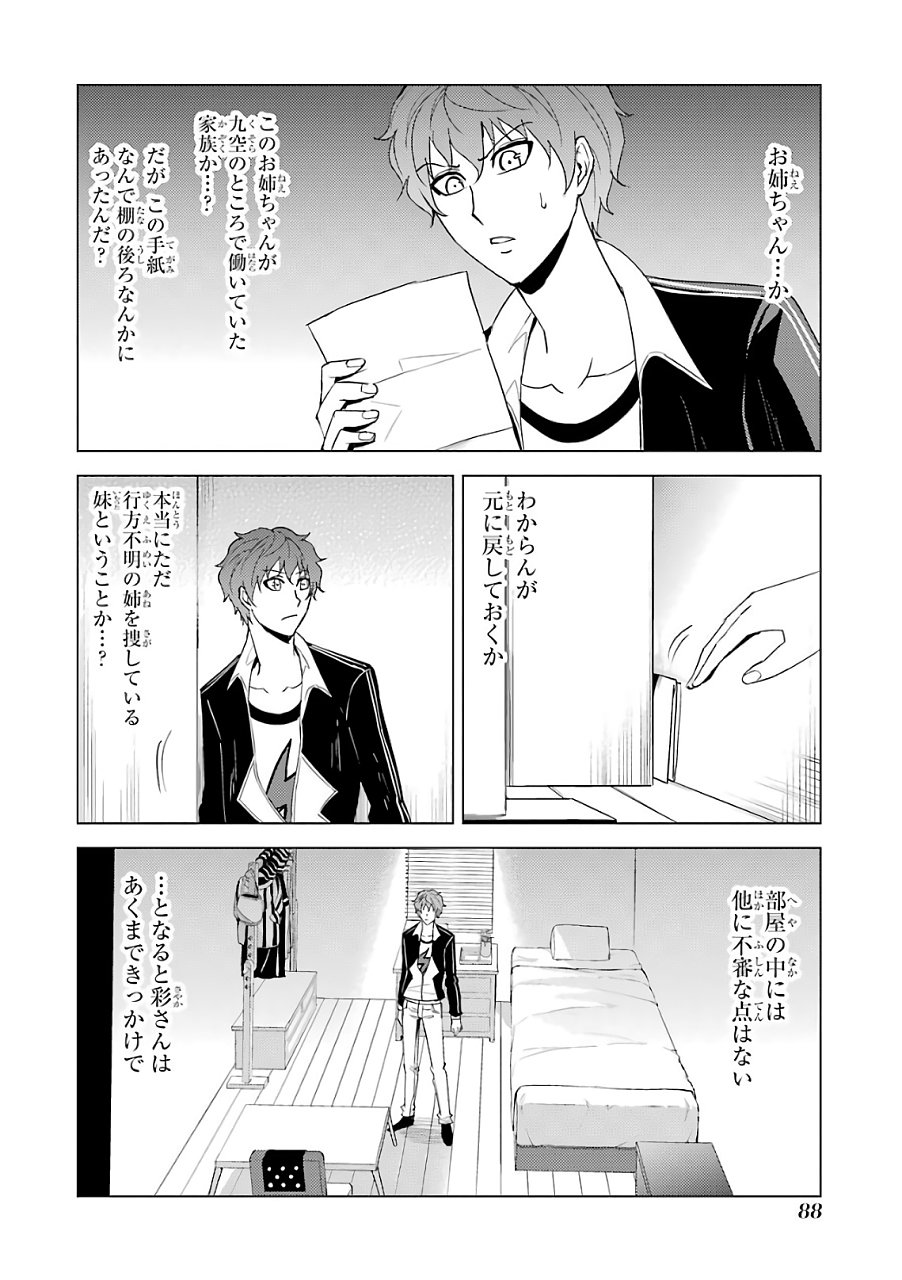 お姉ちゃん…か
このお姉ちゃんが
九空のところで働いていた
家族か…?
だが この手紙
なんで棚の後ろなんかに
あったんだ?
わからんが
元に戻しておくか
本当にただ
行方不明の姉を捜している
妹ということか…?
部屋の中には
他に不審な点はない
…となると彩さんは
あくまできっかけで
88